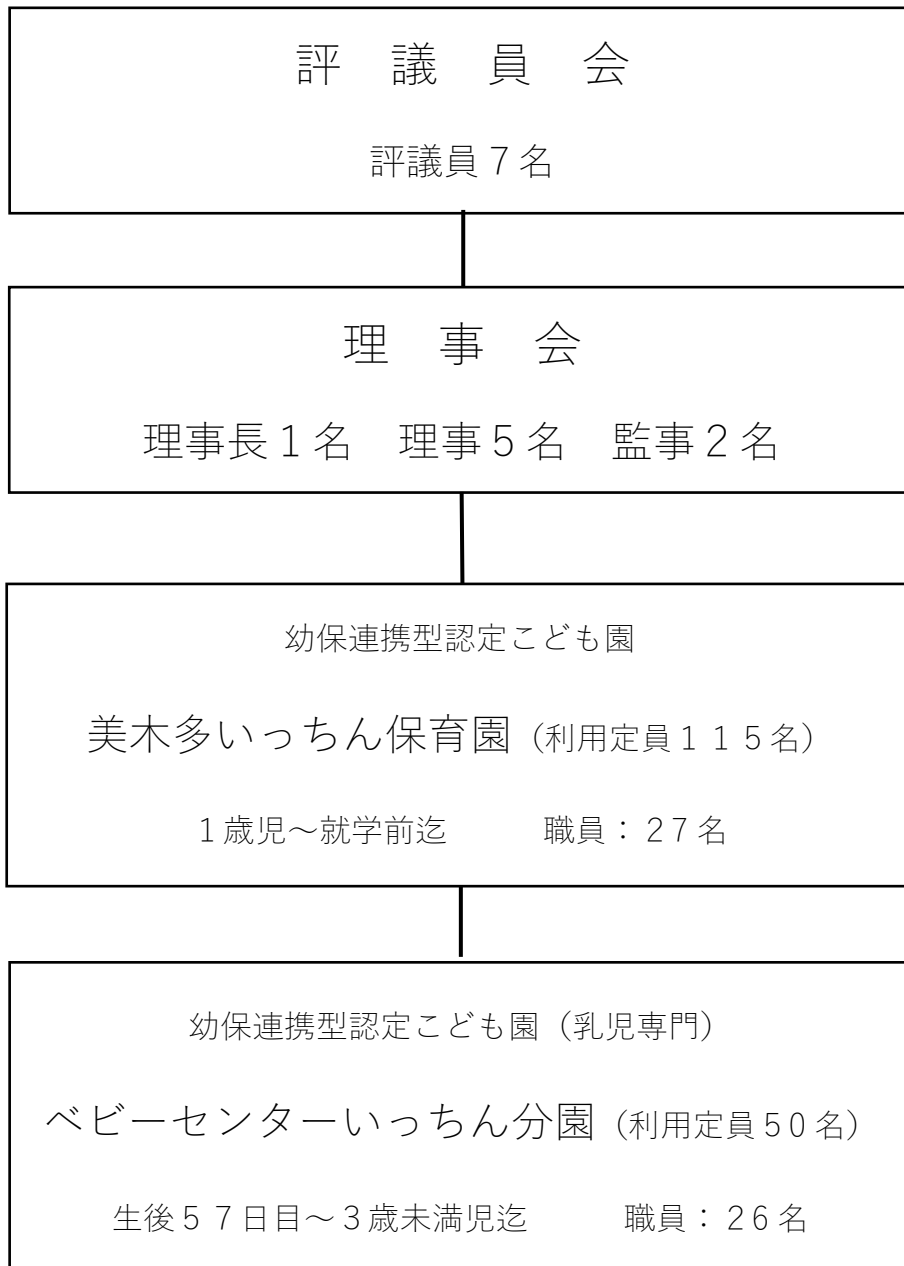 評　議　員　会
評議員７名
理　事　会
理事長１名　理事５名　監事２名
幼保連携型認定こども園
美木多いっちん保育園（利用定員１１５名）
１歳児～就学前迄　　　職員：２７名
幼保連携型認定こども園（乳児専門）
ベビーセンターいっちん分園（利用定員５０名）
生後５７日目～３歳未満児迄　　　職員：２６名